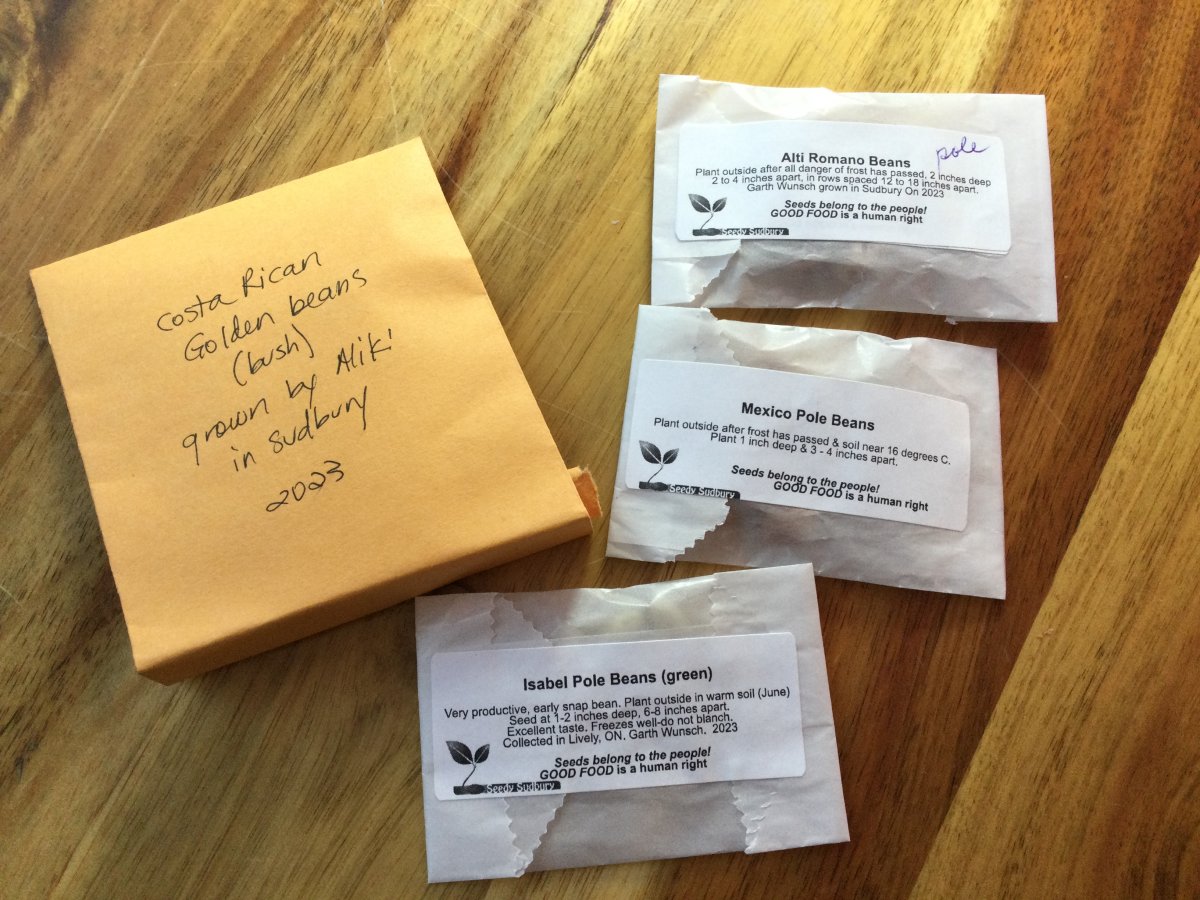 Costa Rican
Golden beans
(bush)
grown by Aliki
in Sudbury
2023
Alti Romano Beans
pole
Plant outside after all danger of frost has passed, 2 inches deep
2 to 4 inches apart, in rows spaced 12 to 18 inches apart.
Garth Wunsch grown in Sudbury On 2023
Seeds belong to the people!
GOOD FOOD is a human right
Seedy Sudbury
Mexico Pole Beans
Plant outside after frost has passed & soil near 16 degrees C.
Plant 1 inch deep & 3 - 4 inches apart.
Seeds belong to the people!
GOOD FOOD is a human right
Seedy Sudbury
Isabel Pole Beans (green)
Very productive, early snap bean. Plant outside in warm soil (June)
Seed at 1-2 inches deep, 6-8 inches apart.
Excellent taste. Freezes well-do not blanch.
Collected in Lively, ON. Garth Wunsch. 2023
Seeds belong to the people!
GOOD FOOD is a human right
Seedy Sudbury